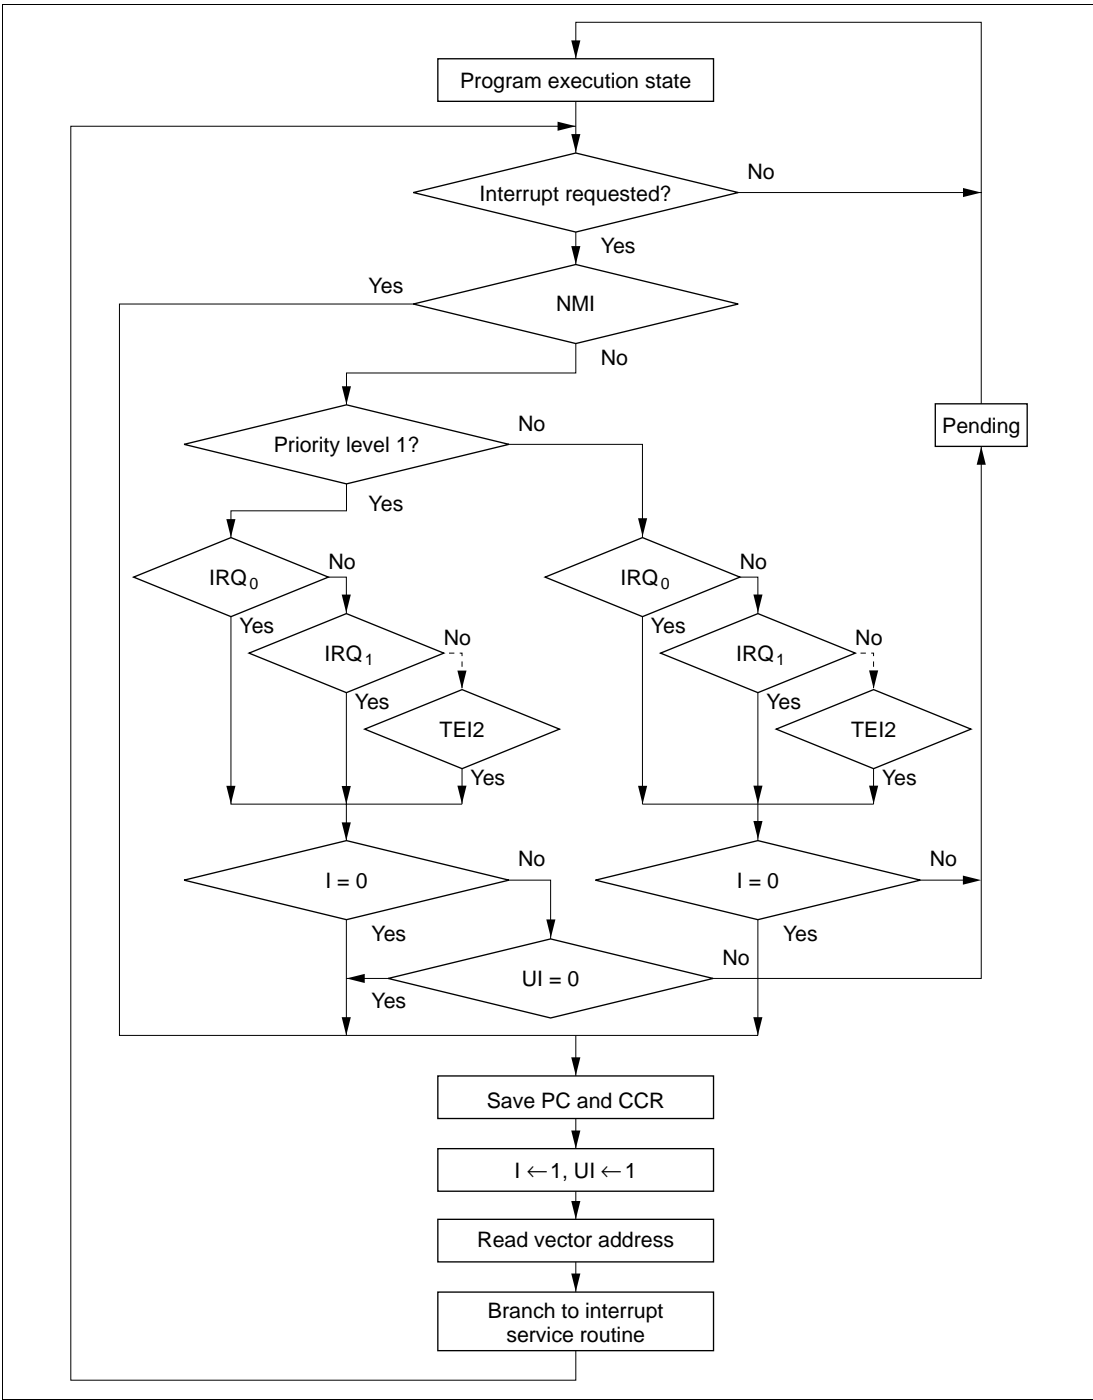 Program execution state
Interrupt requested?
No
Yes
Yes
NMI
No
Priority level 1?
No
Pending
Yes
IRQ0
No
IRQ0
No
Yes
Yes
IRQ1
No
IRQ1
No
Yes
Yes
TEI2
TEI2
Yes
Yes
I = 0
No
I = 0
No
Yes
Yes
UI = 0
No
Yes
Save PC and CCR
I ←1, UI ←1
Read vector address
Branch to interrupt
service routine